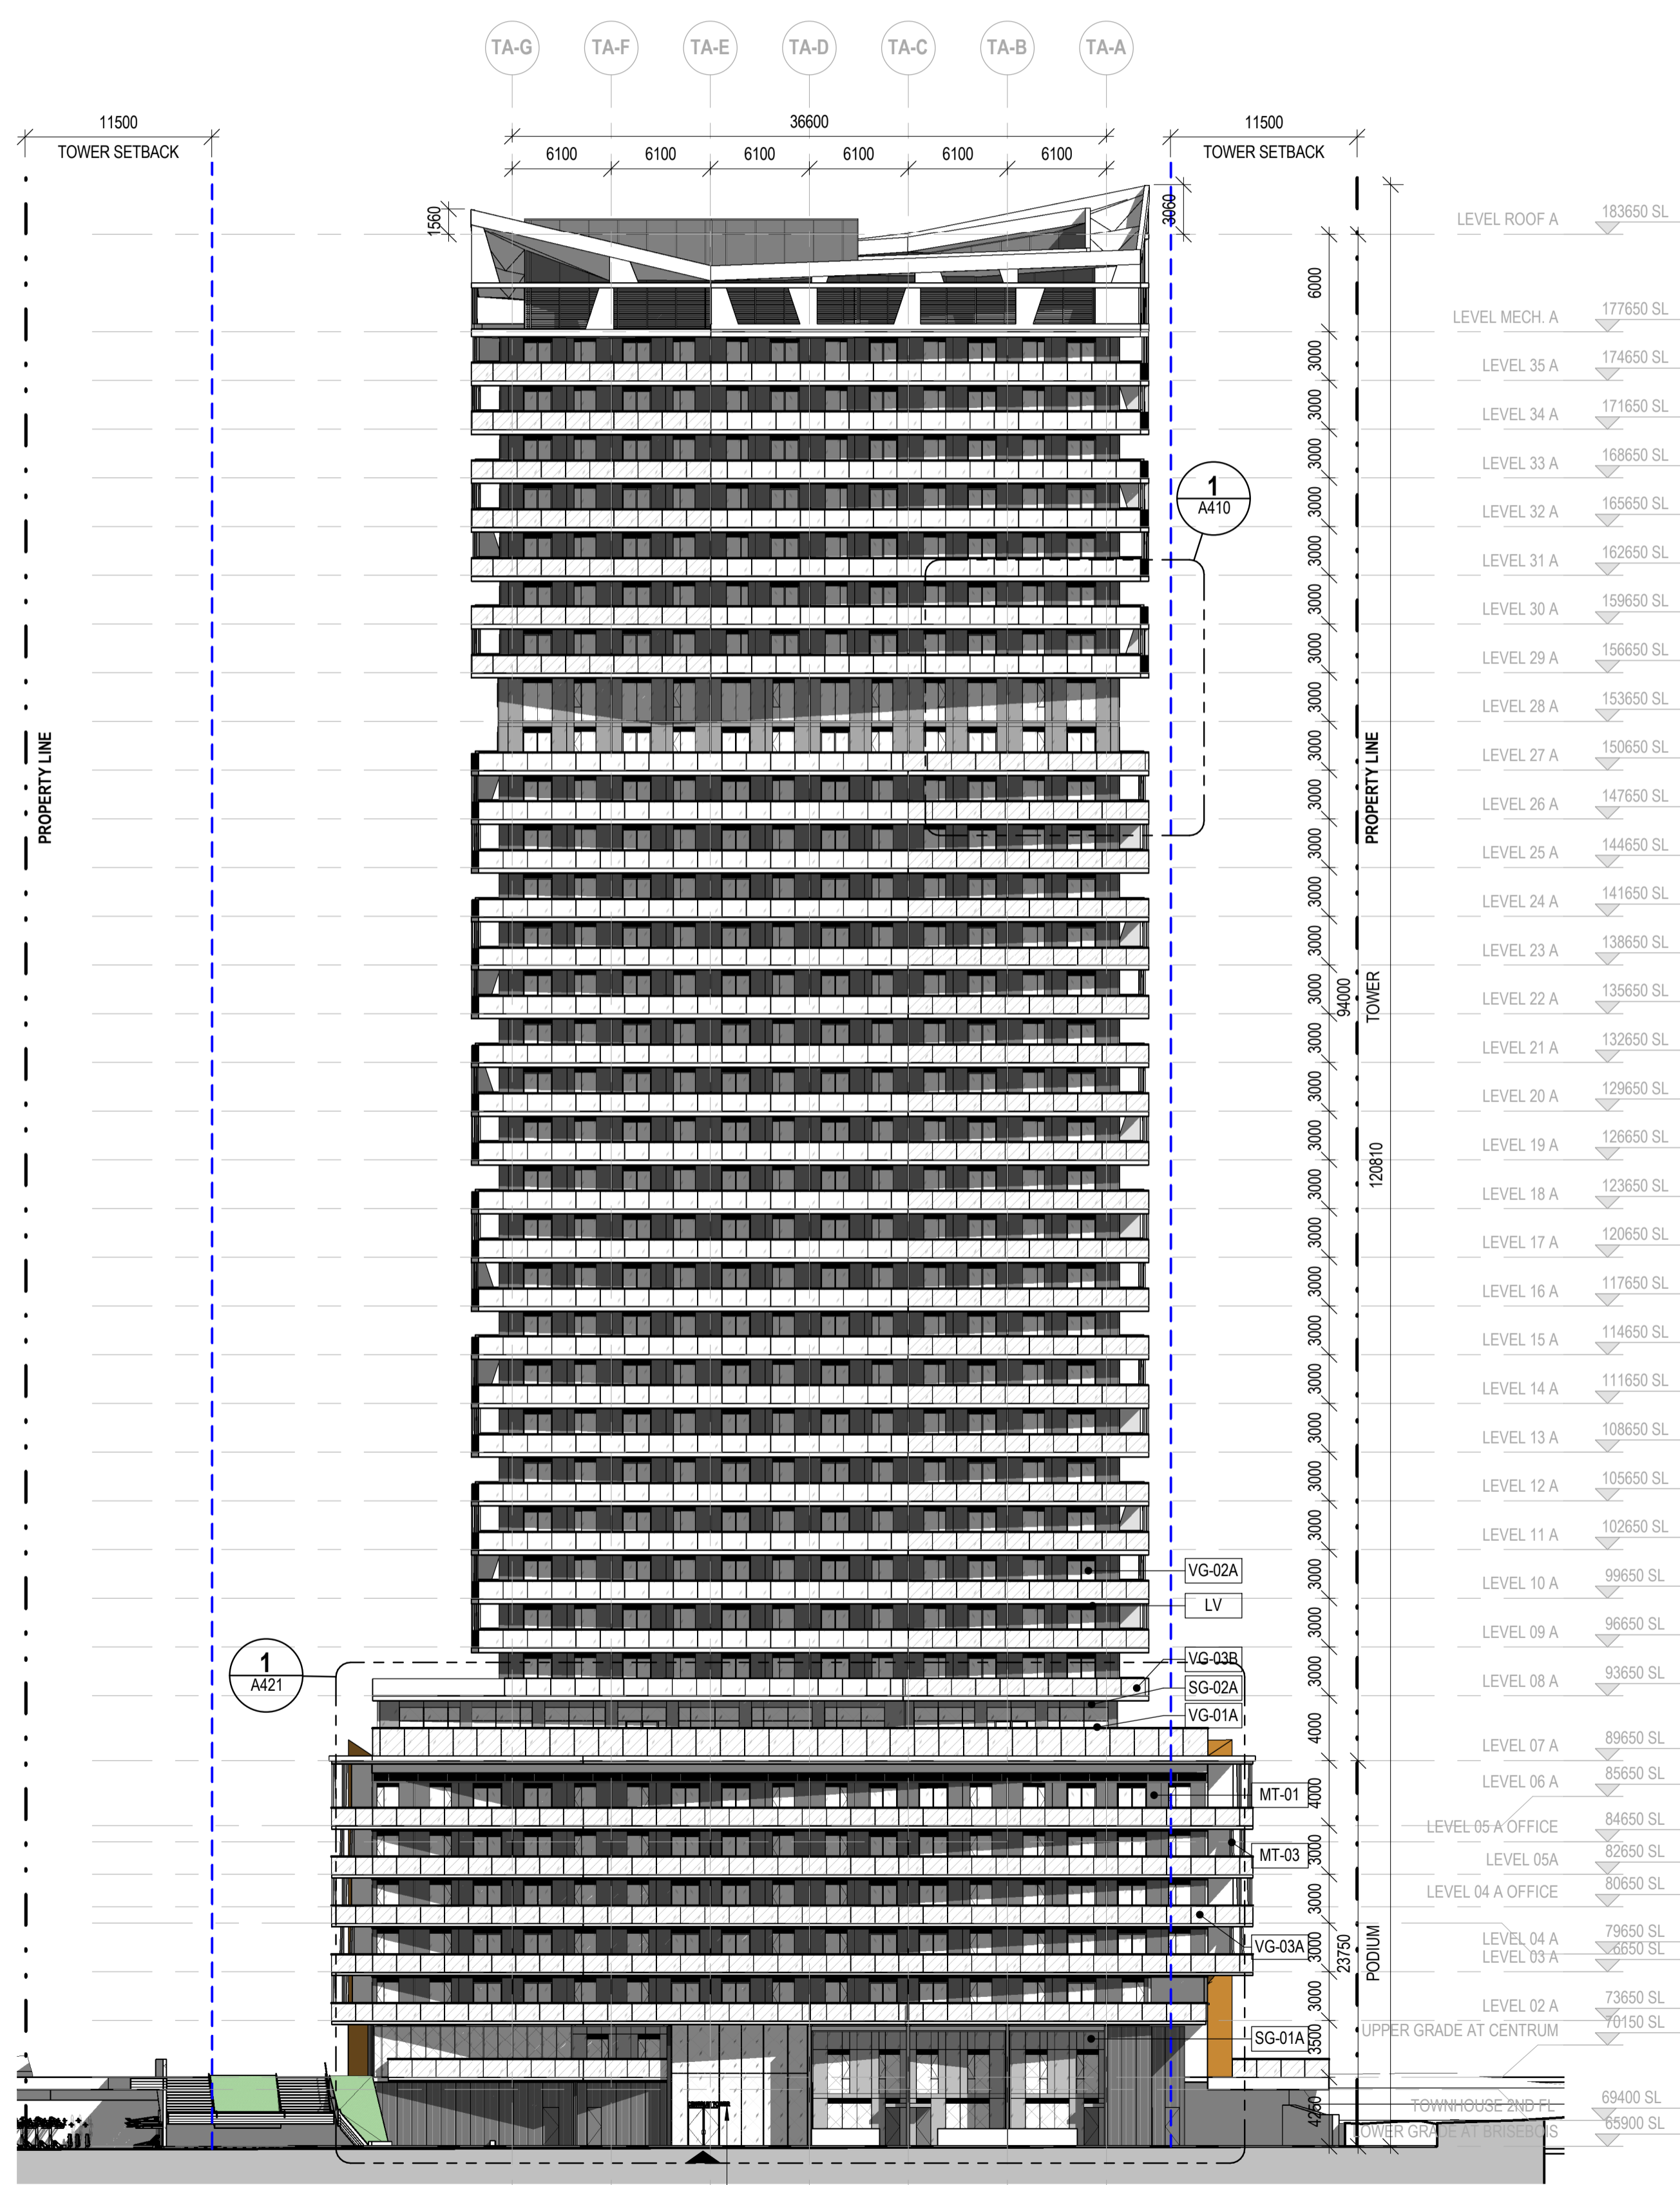 TA-G TA-F TA-E TA-D TA-C TA-B TA-A
11500 36600 11500
TOWER SETBACK 6100 6100 6100 6100 6100 6100 TOWER SETBACK
1560 3060
LEVEL ROOF A 183650 SL
6000
LEVEL MECH. A 177650 SL
3000
LEVEL 35 A 174650 SL
3000
LEVEL 34 A 171650 SL
3000
LEVEL 33 A 168650 SL
1
A410
3000
LEVEL 32 A 165650 SL
3000
LEVEL 31 A 162650 SL
3000
LEVEL 30 A 159650 SL
3000
LEVEL 29 A 156650 SL
3000
LEVEL 28 A 153650 SL
PROPERTY LINE
PROPERTY LINE
3000
LEVEL 27 A 150650 SL
3000
LEVEL 26 A 147650 SL
3000
LEVEL 25 A 144650 SL
3000
LEVEL 24 A 141650 SL
3000
LEVEL 23 A 138650 SL
3000
94000
TOWER
LEVEL 22 A 135650 SL
3000
LEVEL 21 A 132650 SL
3000
LEVEL 20 A 129650 SL
3000
LEVEL 19 A 126650 SL
120810
3000
LEVEL 18 A 123650 SL
3000
LEVEL 17 A 120650 SL
3000
LEVEL 16 A 117650 SL
3000
LEVEL 15 A 114650 SL
3000
LEVEL 14 A 111650 SL
3000
LEVEL 13 A 108650 SL
3000
LEVEL 12 A 105650 SL
3000
LEVEL 11 A 102650 SL
VG-02A
3000
LEVEL 10 A 99650 SL
LV
3000
LEVEL 09 A 96650 SL
1
A421
VG-03B
3000
LEVEL 08 A 93650 SL
SG-02A
VG-01A
4000
LEVEL 07 A 89650 SL
LEVEL 06 A 85650 SL
MT-01
4000
LEVEL 05 A OFFICE 84650 SL
MT-03
3000
LEVEL 05A 82650 SL
LEVEL 04 A OFFICE 80650 SL
3000
VG-03A
3000
23750
PODIUM
LEVEL 04 A 79650 SL
LEVEL 03 A 6650 SL
3000
LEVEL 02 A 73650 SL
SG-01A
3500
UPPER GRADE AT CENTRUM 70150 SL
4250
TOWNHOUSE 2ND FL 69400 SL
LOWER GRADE AT BRISEBOIS 65900 SL